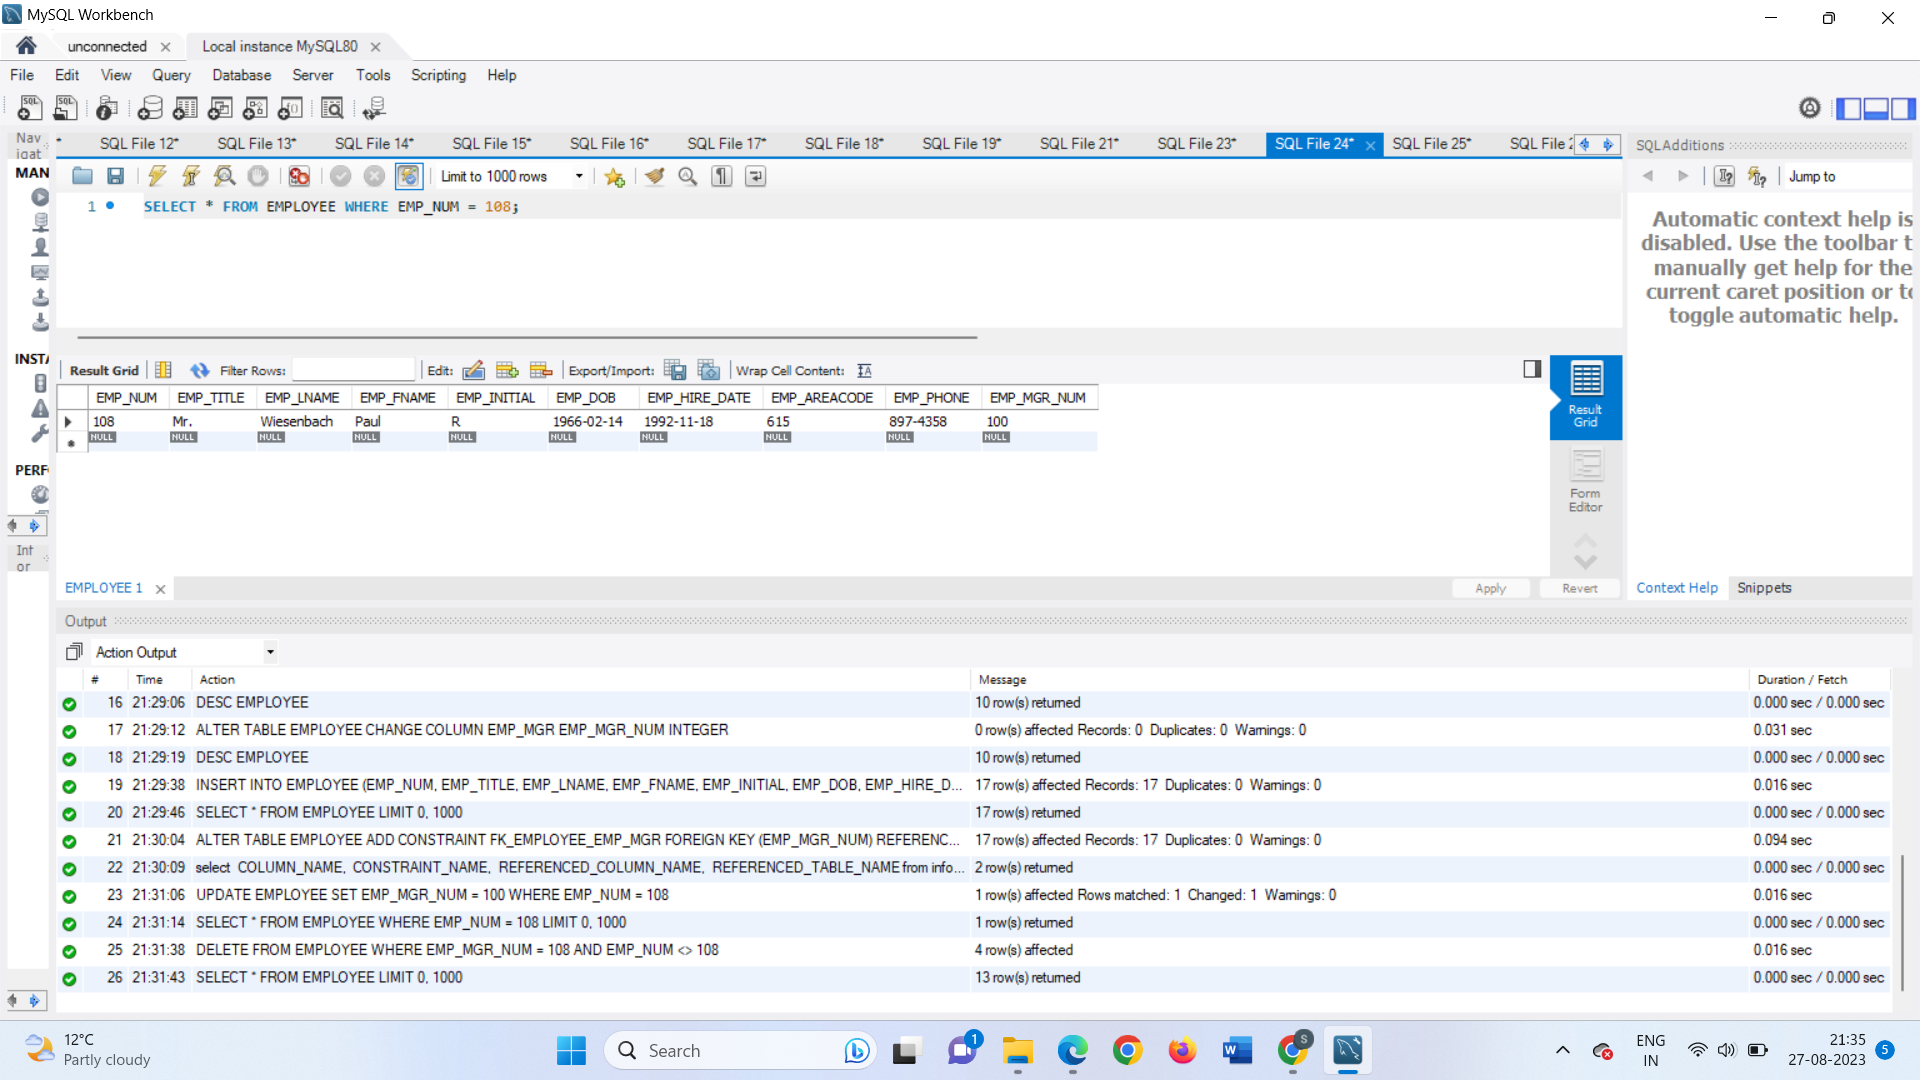 MySQL Workbench
unconnected
Local instance MySQL80
File Edit View Query Database Server Tools Scripting Help
Nav
igat
SQL File 12* SQL File 13* SQL File 14* SQL File 15* SQL File 16* SQL File 17* SQL File 18* SQL File 19* SQL File 21* SQL File 23* SQL File 24* SQL File 25* SQL File
SQLAdditions
MAN
Limit to 1000 rows
Jump to
1 SELECT * FROM EMPLOYEE WHERE EMP_NUM = 108;
Automatic context help is
disabled. Use the toolbar t
manually get help for the
current caret position or to
toggle automatic help.
INSTA
PERF
Inf
or
Result Grid Filter Rows: Edit: Export/Import: Wrap Cell Content:
EMP_NUM EMP_TITLE EMP_LNAME EMP_FNAME EMP_INITIAL EMP_DOB EMP_HIRE_DATE EMP_AREACODE EMP_PHONE EMP_MGR_NUM
108 Mr. Wiesenbach Paul R 1966-02-14 1992-11-18 615 897-4358 100
NULL NULL NULL NULL NULL NULL NULL NULL NULL NULL
Result
Grid
Form
Editor
EMPLOYEE 1
Apply Revert
Context Help Snippets
Output
Action Output
# Time Action Message Duration / Fetch
16 21:29:06 DESC EMPLOYEE 10 row(s) returned 0.000 sec / 0.000 sec
17 21:29:12 ALTER TABLE EMPLOYEE CHANGE COLUMN EMP_MGR EMP_MGR_NUM INTEGER 0 row(s) affected Records: 0 Duplicates: 0 Warnings: 0 0.031 sec
18 21:29:19 DESC EMPLOYEE 10 row(s) returned 0.000 sec / 0.000 sec
19 21:29:38 INSERT INTO EMPLOYEE (EMP_NUM, EMP_TITLE, EMP_LNAME, EMP_FNAME, EMP_INITIAL, EMP_DOB, EMP_HIRE_D... 17 row(s) affected Records: 17 Duplicates: 0 Warnings: 0 0.016 sec
20 21:29:46 SELECT * FROM EMPLOYEE LIMIT 0, 1000 17 row(s) returned 0.000 sec / 0.000 sec
21 21:30:04 ALTER TABLE EMPLOYEE ADD CONSTRAINT FK_EMPLOYEE_EMP_MGR FOREIGN KEY (EMP_MGR_NUM) REFERENC... 17 row(s) affected Records: 17 Duplicates: 0 Warnings: 0 0.094 sec
22 21:30:09 select COLUMN_NAME, CONSTRAINT_NAME, REFERENCED_COLUMN_NAME, REFERENCED_TABLE_NAME from info... 2 row(s) returned 0.000 sec / 0.000 sec
23 21:31:06 UPDATE EMPLOYEE SET EMP_MGR_NUM = 100 WHERE EMP_NUM = 108 1 row(s) affected Rows matched: 1 Changed: 1 Warnings: 0 0.016 sec
24 21:31:14 SELECT * FROM EMPLOYEE WHERE EMP_NUM = 108 LIMIT 0, 1000 1 row(s) returned 0.000 sec / 0.000 sec
25 21:31:38 DELETE FROM EMPLOYEE WHERE EMP_MGR_NUM = 108 AND EMP_NUM <> 108 4 row(s) affected 0.016 sec
26 21:31:43 SELECT * FROM EMPLOYEE LIMIT 0, 1000 13 row(s) returned 0.000 sec / 0.000 sec
12°C
Partly cloudy
Search
1
S
ENG
IN
21:35
27-08-2023
5